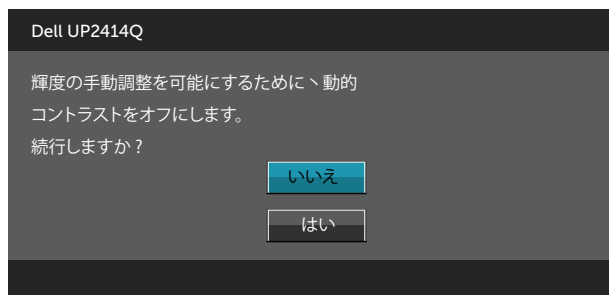 Dell UP2414Q
輝度の手動調整を可能にするために丶動的
コントラストをオフにします。
続行しますか?
いいえ
はい